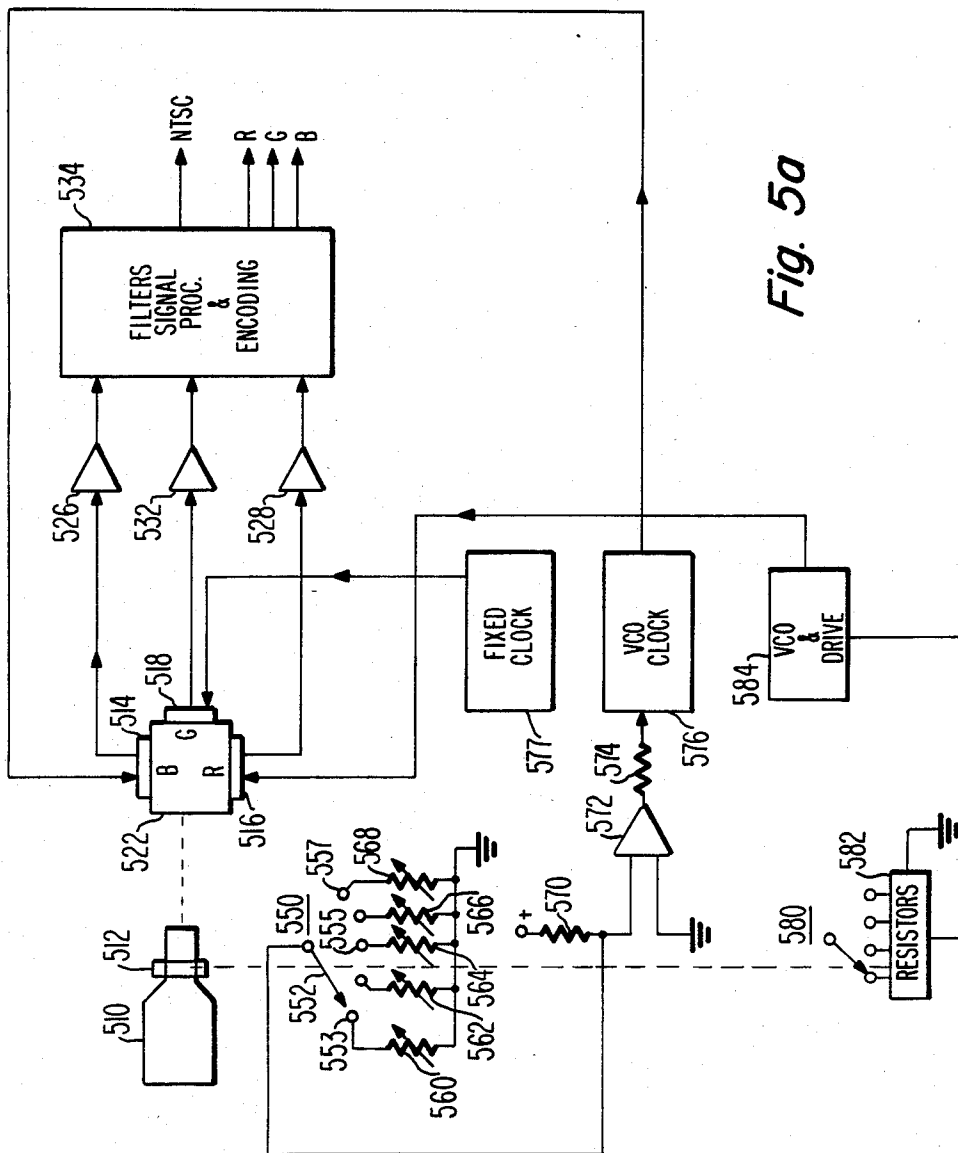 510
512
522
514
B
G
R
518
516
526
532
528
534
FILTERS
SIGNAL
PROC.
&
ENCODING
NTSC
R
G
B
550
552
553
555
557
560
562
564
566
568
+
570
572
574
FIXED
CLOCK
577
VCO
CLOCK
576
584
VCO
&
DRIVE
580
582
RESISTORS
Fig. 5a